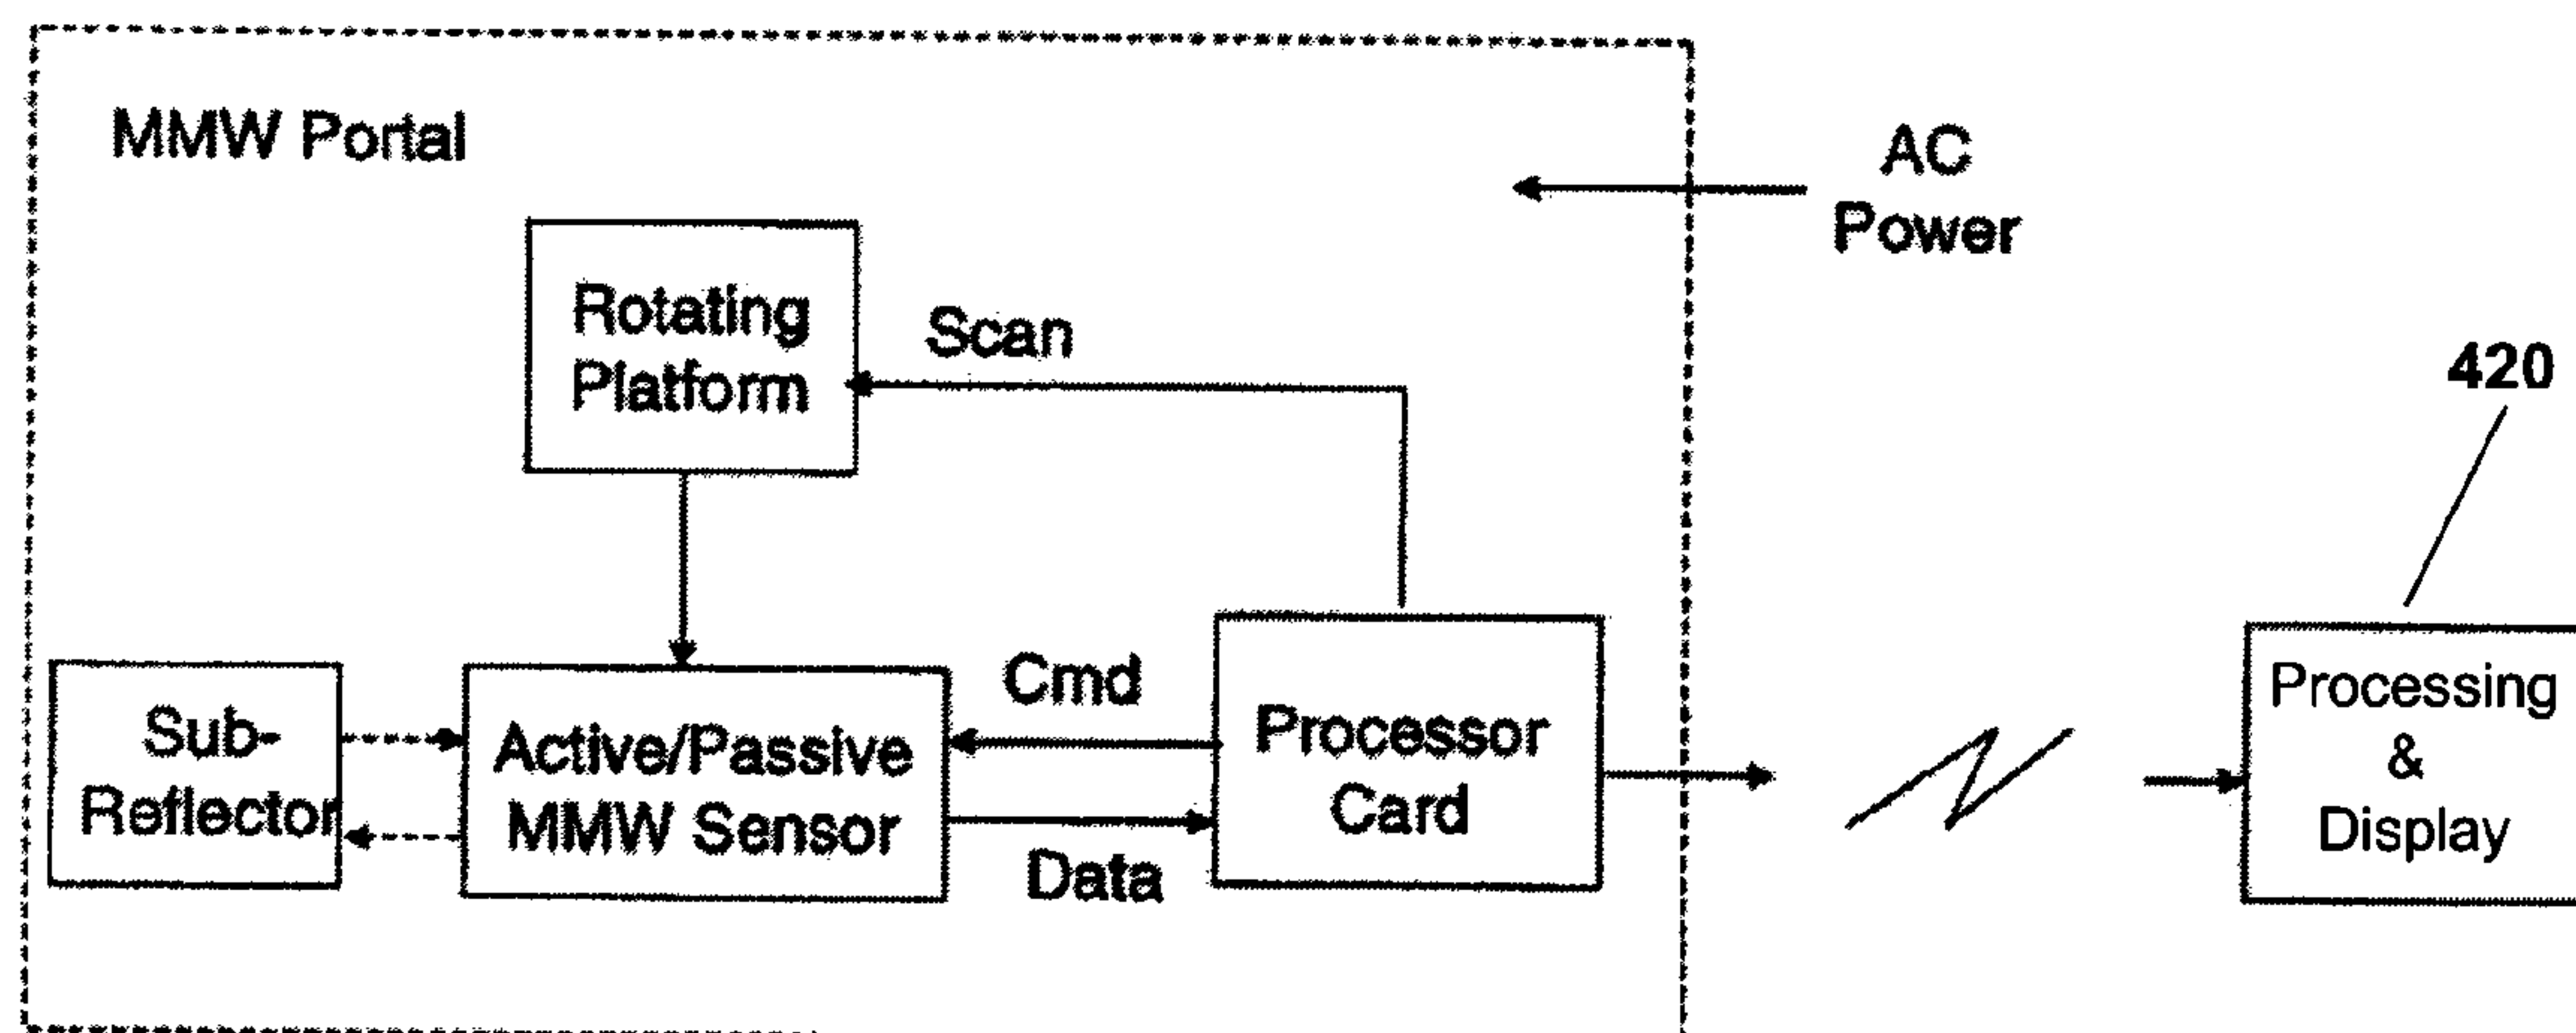 MMW Portal
AC
Power
Rotating
Platform
Scan
420
Sub-
Reflector
Active/Passive
MMW Sensor
Cmd
Data
Processor
Card
Processing
&
Display